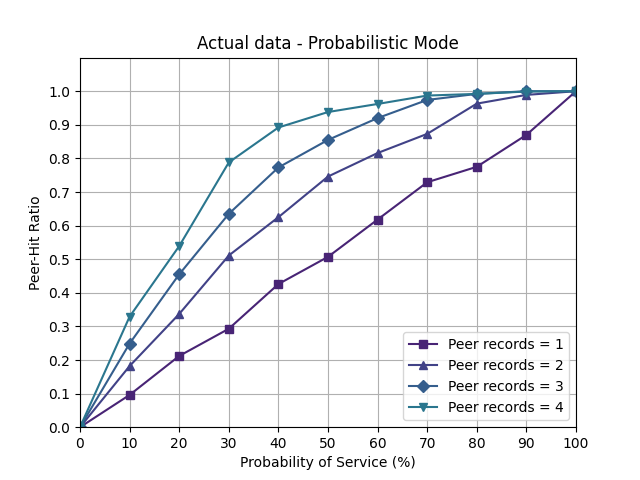 Actual data - Probabilistic Mode
Peer-Hit Ratio
1.0
0.9
0.8
0.7
0.6
0.5
0.4
0.3
0.2
0.1
0.0
Peer records = 1
Peer records = 2
Peer records = 3
Peer records = 4
0 10 20 30 40 50 60 70 80 90 100
Probability of Service (%)